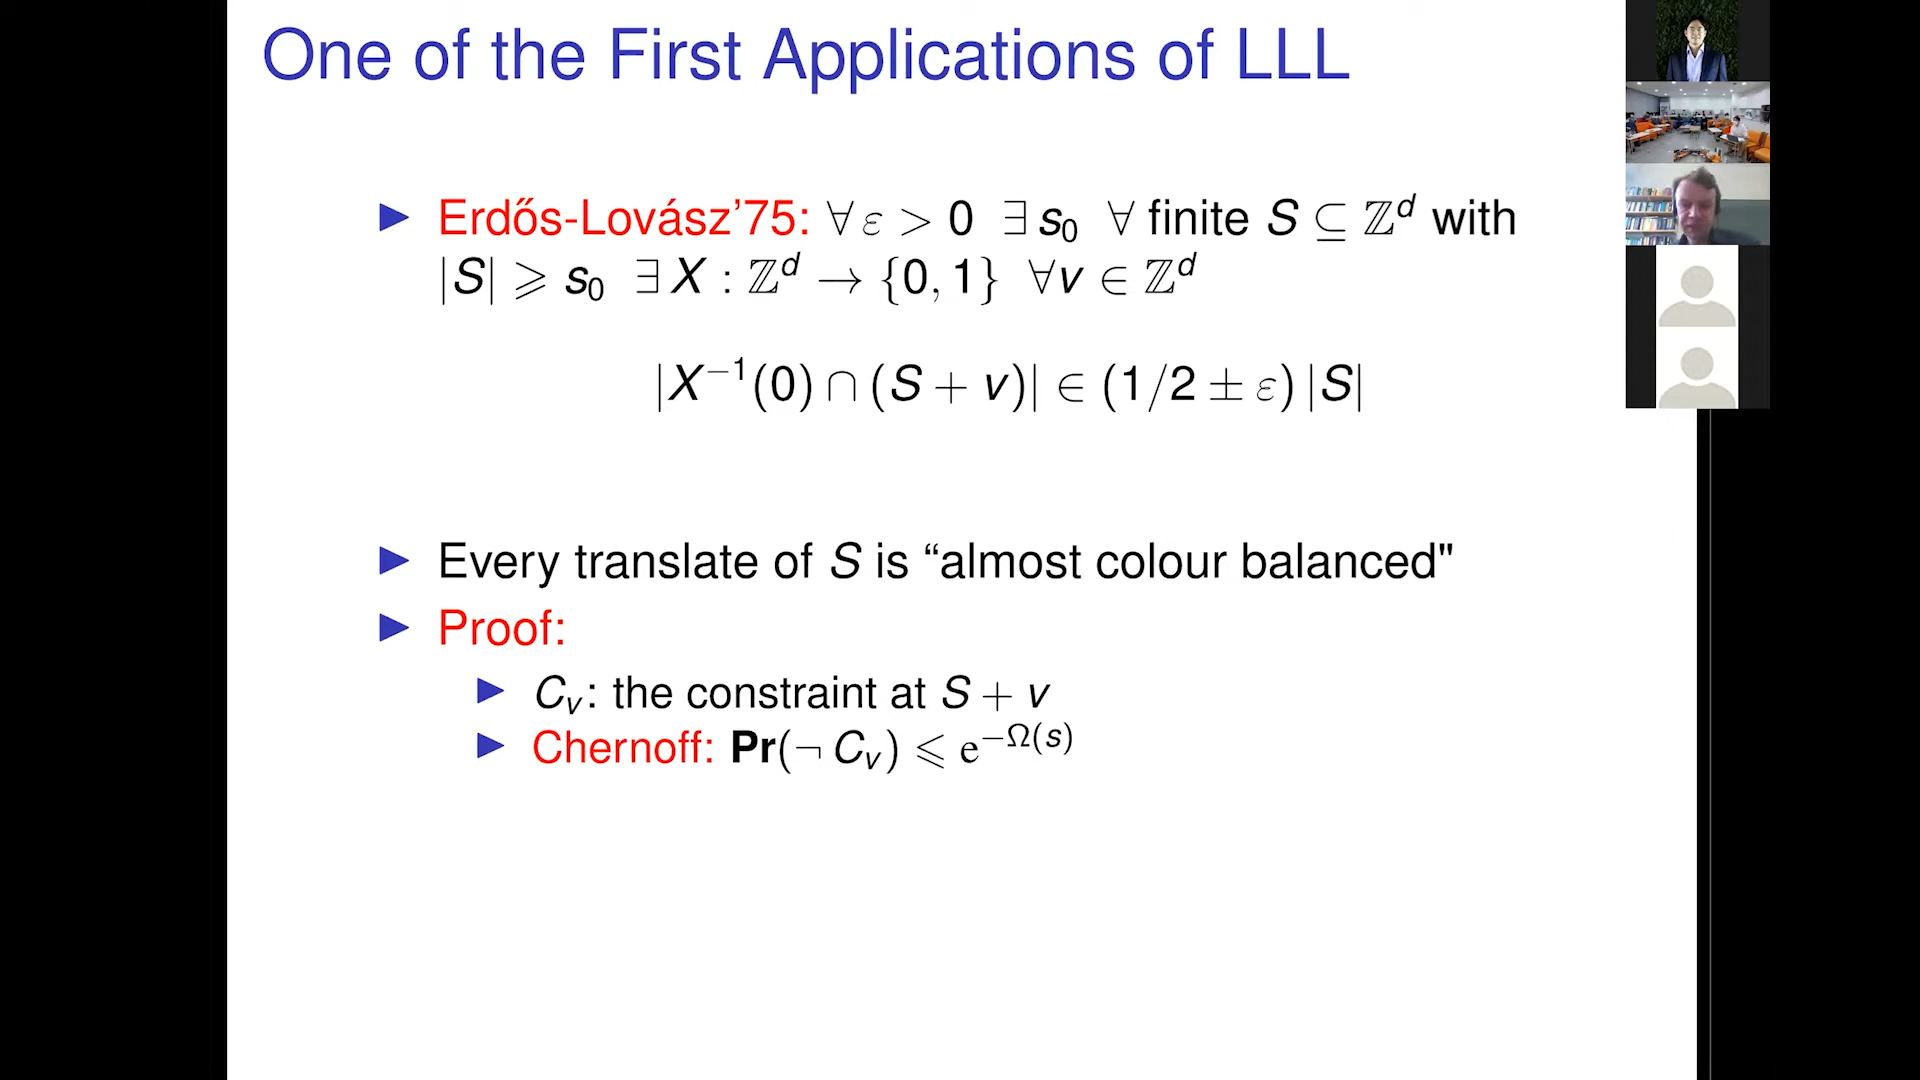 One of the First Applications of LLL
▶ Erdős-Lovász'75: ∀ ε > 0 ∃ s₀ ∀ finite S ⊆ ℤᵈ with
|S| ⩾ s₀ ∃ X : ℤᵈ → {0, 1} ∀v ∈ ℤᵈ
|X⁻¹(0) ∩ (S + v)| ∈ (1/2 ± ε) |S|
▶ Every translate of S is “almost colour balanced"
▶ Proof:
▶ Cᵥ: the constraint at S + v
▶ Chernoff: Pr(¬ Cᵥ) ⩽ e^{−Ω(s)}